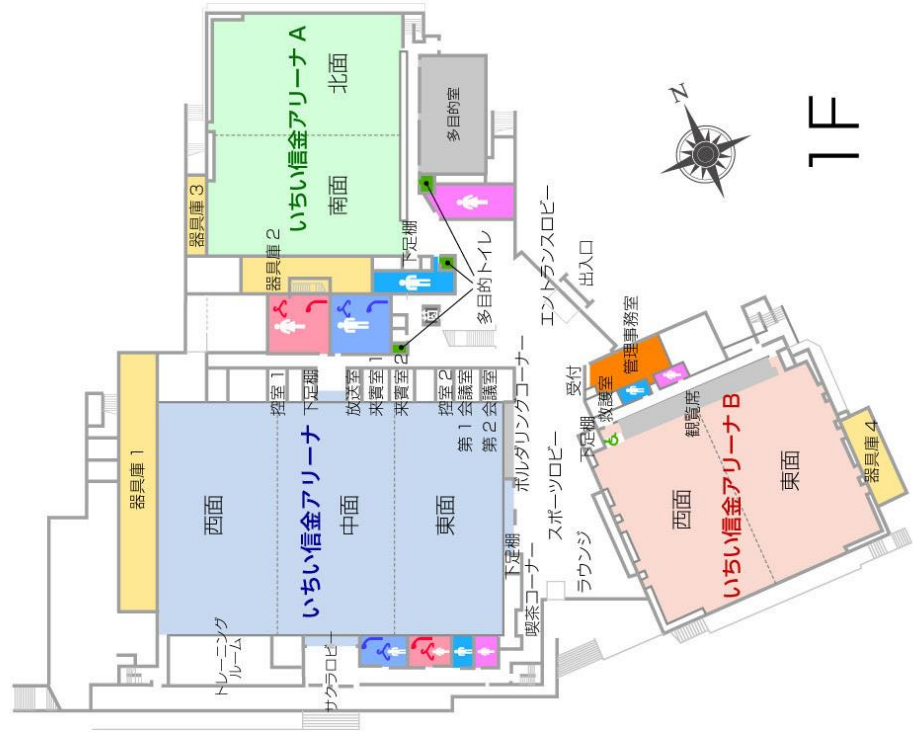 器具庫 1
西面
いちい信金アリーナ
中面
東面
トレーニング
ルーム
サクラロビー
控室 1
下足棚
放送室
来賓室 1
来賓室 2
控室 2
第 1 会議室
第 2 会議室
ボルダリングコーナー
下足棚
喫茶コーナー
スポーツロビー
ラウンジ
器具庫 3
器具庫 2
いちい信金アリーナ A
北面
南面
下足棚
多目的室
多目的トイレ
エントランスロビー
出入口
受付
管理事務室
救護室
下足棚
観覧席
いちい信金アリーナ B
西面
東面
器具庫 4
N
1F